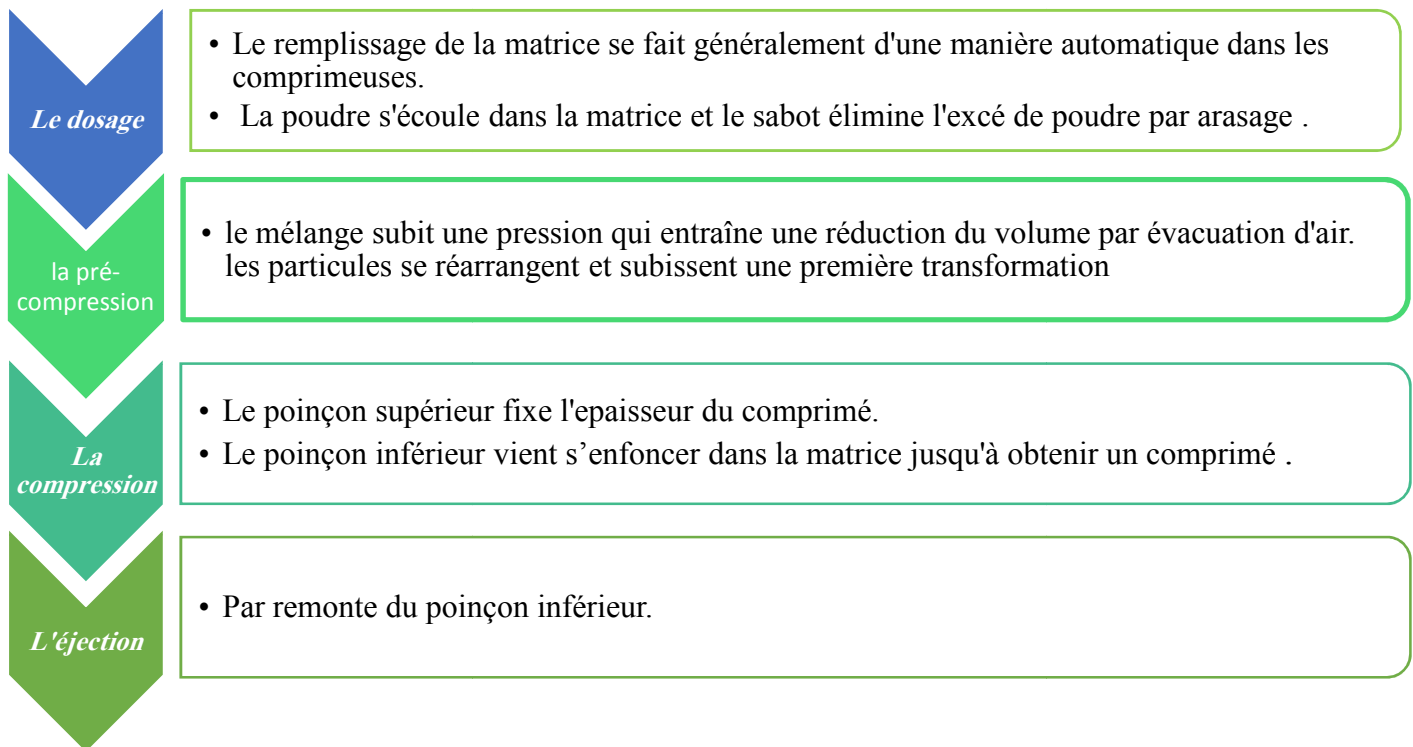 Le dosage
• Le remplissage de la matrice se fait généralement d'une manière automatique dans les
comprimeuses.
• La poudre s'écoule dans la matrice et le sabot élimine l'excé de poudre par arasage .
la pré-
compression
• le mélange subit une pression qui entraîne une réduction du volume par évacuation d'air.
les particules se réarrangent et subissent une première transformation
La
compression
• Le poinçon supérieur fixe l'epaisseur du comprimé.
• Le poinçon inférieur vient s’enfoncer dans la matrice jusqu'à obtenir un comprimé .
L'éjection
• Par remonte du poinçon inférieur.